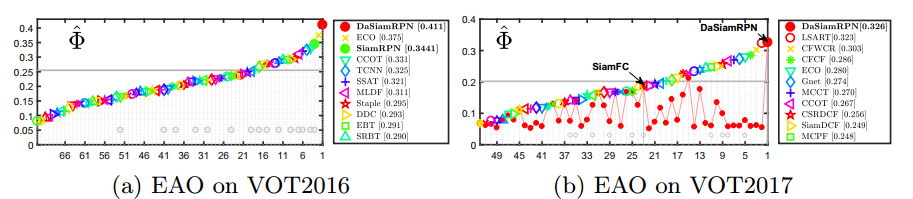 0.4
0.35
0.3
0.25
0.2
0.15
0.1
0.05
0
Φ̂
66 61 56 51 46 41 36 31 26 21 16 11 6 1
DaSiamRPN [0.411]
ECO [0.375]
SiamRPN [0.3441]
CCOT [0.331]
TCNN [0.325]
SSAT [0.321]
MLDF [0.311]
Staple [0.295]
DDC [0.293]
EBT [0.291]
SRBT [0.290]
(a) EAO on VOT2016
0.4
0.3
0.2
0.1
0
Φ̂
DaSiamRPN
SiamFC
49 45 41 37 33 29 25 21 17 13 9 5 1
DaSiamRPN[0.326]
LSART[0.323]
CFWCR [0.303]
CFCF [0.286]
ECO [0.280]
Gnet [0.274]
MCCT [0.270]
CCOT [0.267]
CSRDCF [0.256]
SiamDCF [0.249]
MCPF [0.248]
(b) EAO on VOT2017